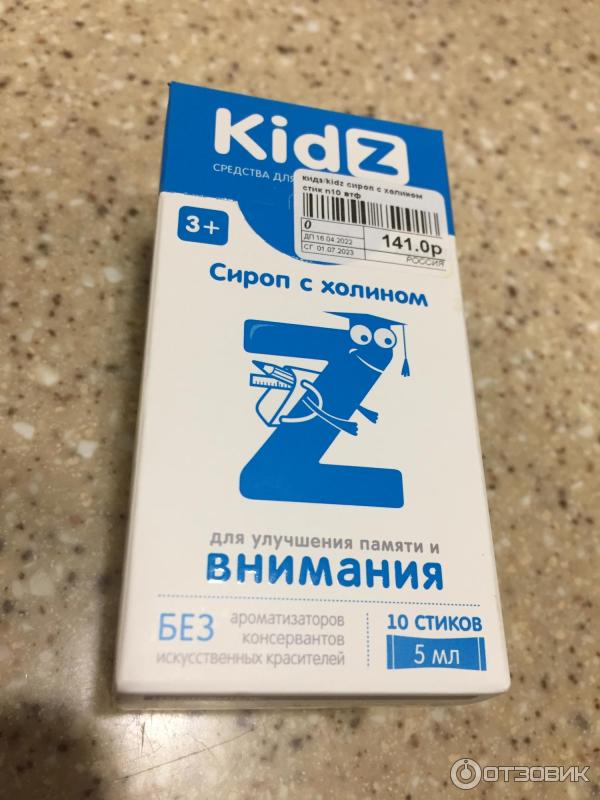 KidZ
СРЕДСТВА ДЛЯ
кидз/kidz сироп с холином
стик n10 втф
0
141.0р
ДП 16.04.2022
СГ 01.07.2023
РОССИЯ
3+
Сироп с холином
Z
для улучшения памяти и
внимания
БЕЗ
ароматизаторов
консервантов
искусственных красителей
10 СТИКОВ
5 мл
ОТЗОВИК